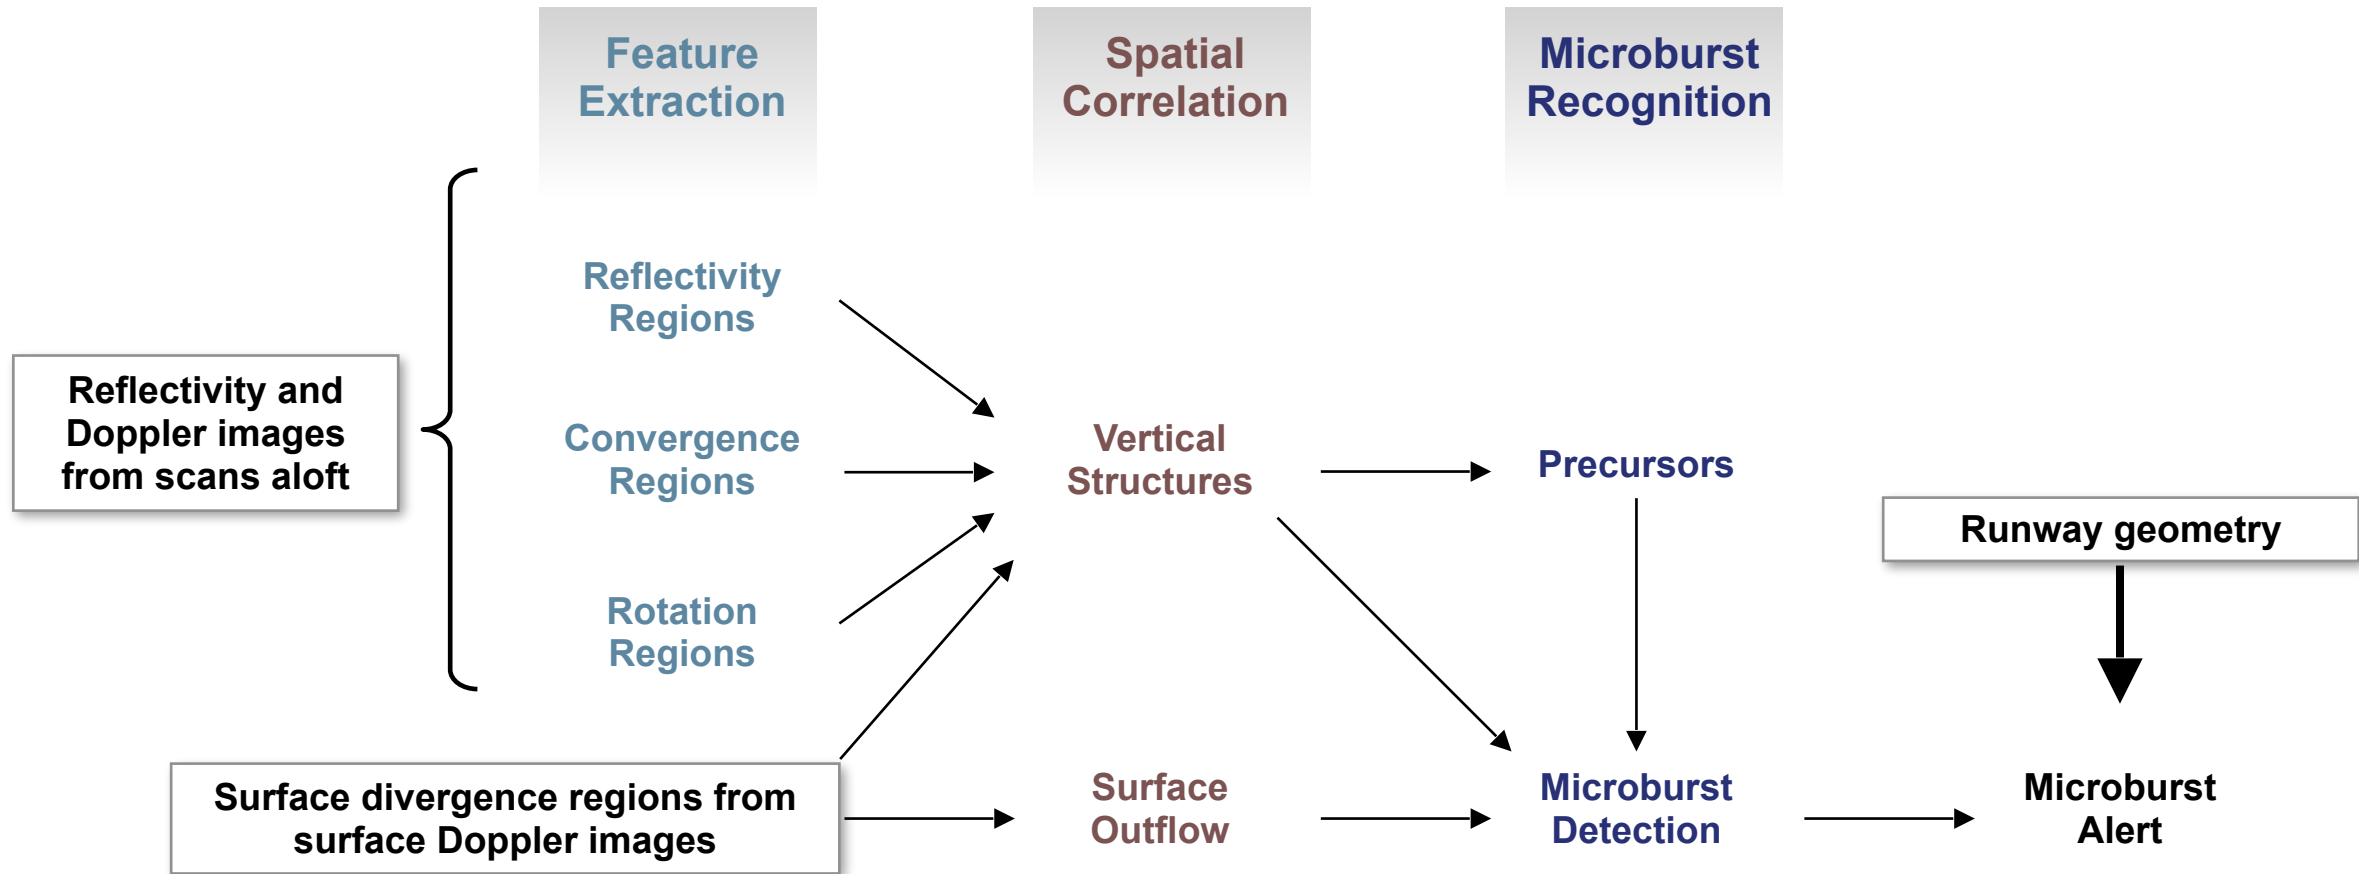 Feature
Extraction
Spatial
Correlation
Microburst
Recognition
Reflectivity
Regions
Reflectivity and
Doppler images
from scans aloft
Convergence
Regions
Vertical
Structures
Precursors
Runway geometry
Rotation
Regions
Surface divergence regions from
surface Doppler images
Surface
Outflow
Microburst
Detection
Microburst
Alert